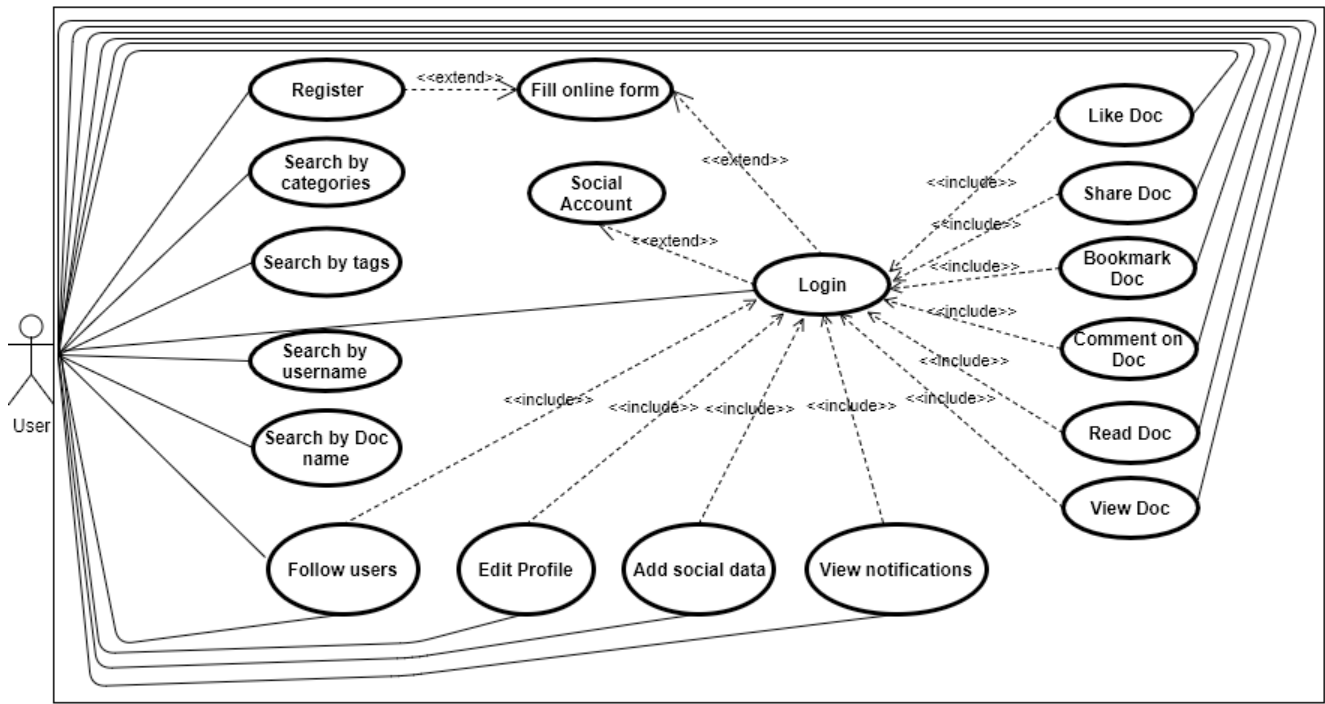 Register
<<extend>>
Fill online form
Like Doc
Search by
categories
<<extend>>
Social
Account
<<include>>
Share Doc
<<include>>
<<extend>>
Search by tags
Login
<<include>>
Bookmark
Doc
<<include>>
Comment on
Doc
Search by
username
<<include>>
User
<<include>>
<<include>>
<<include>>
<<include>>
<<include>>
Search by Doc
name
Read Doc
View Doc
Follow users
Edit Profile
Add social data
View notifications